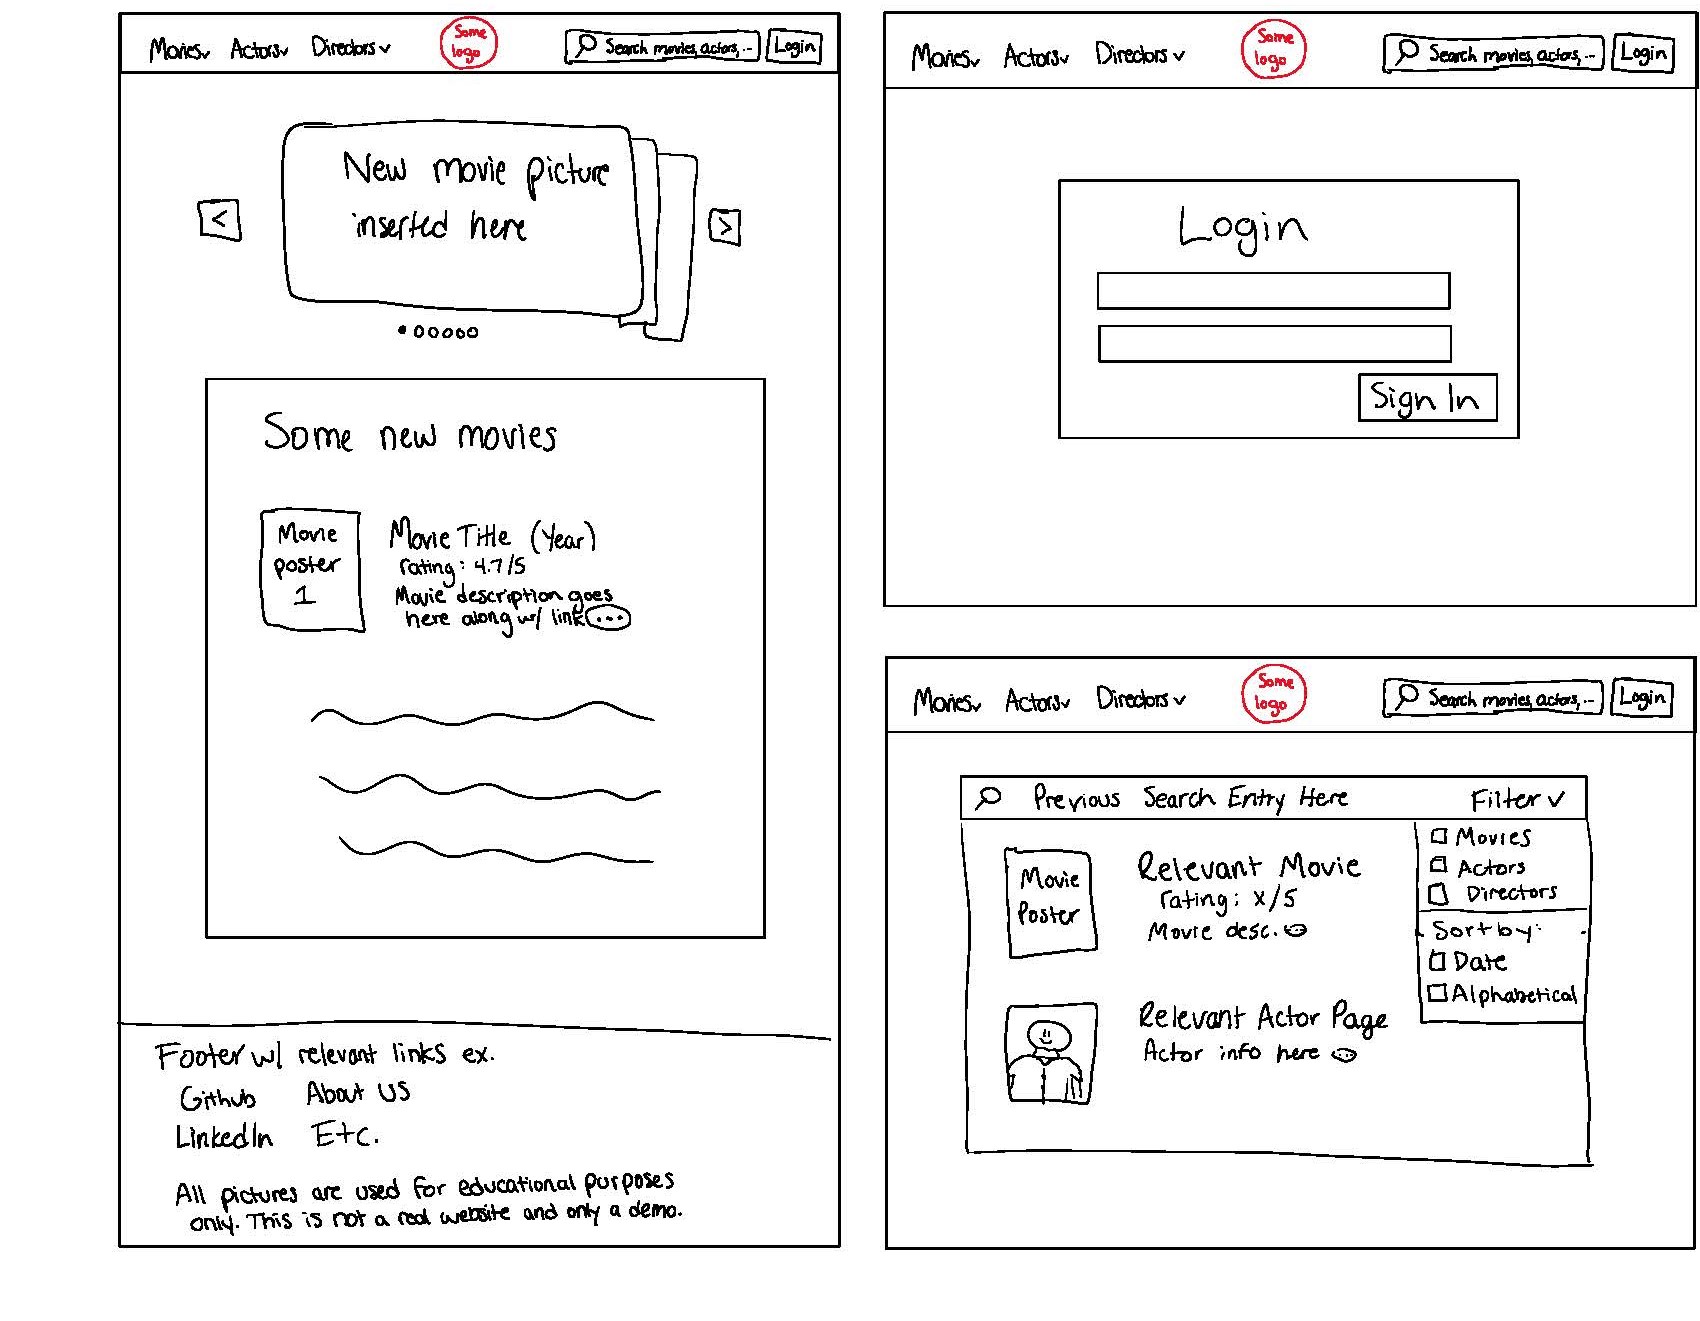 Movies Actors Directors Some logo Search movies, actors, ... Login
New movie picture
inserted here
<
>
Some new movies
Movie
poster
1
Movie Title (Year)
rating: 4.7/5
Movie description goes
here along w/ link ...
Footer w/ relevant links ex.
Github About US
LinkedIn Etc.
All pictures are used for educational purposes
only. This is not a real website and only a demo.
Movies Actors Directors Some logo Search movies, actors, ... Login
Login
Sign In
Movies Actors Directors Some logo Search movies, actors, ... Login
Previous Search Entry Here Filter
Movies
Actors
Directors
Sort by:
Date
Alphabetical
Movie
Poster
Relevant Movie
rating: x/5
Movie desc. ...
Relevant Actor Page
Actor info here ...